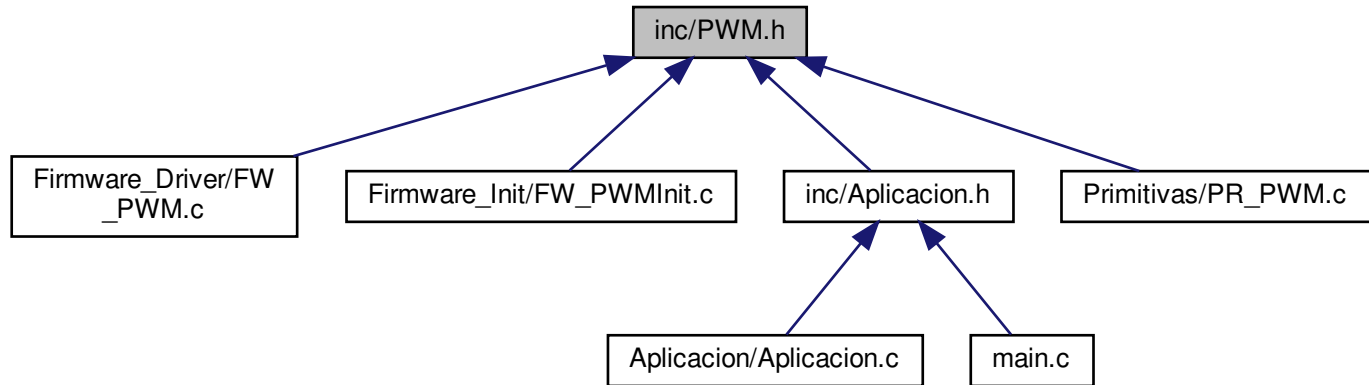 inc/PWM.h
Firmware_Driver/FW
_PWM.c
Firmware_Init/FW_PWMInit.c
inc/Aplicacion.h
Primitivas/PR_PWM.c
Aplicacion/Aplicacion.c
main.c